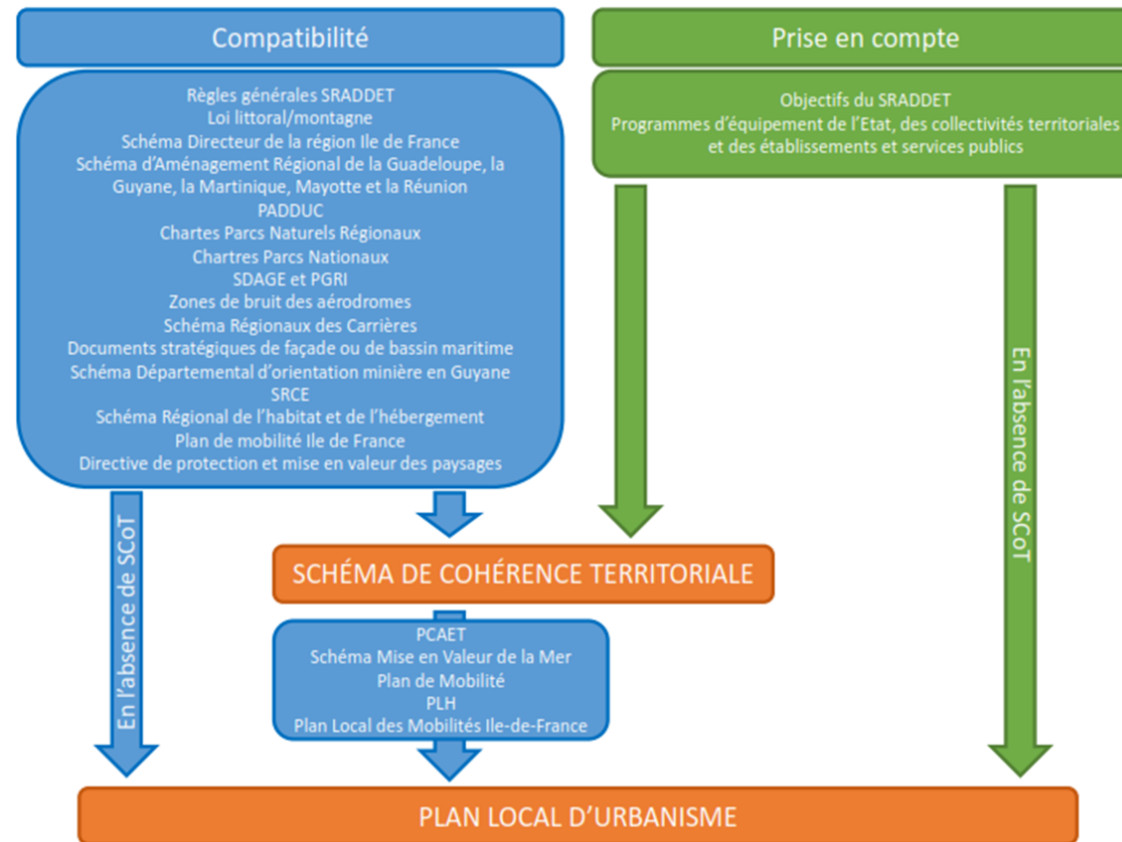 Compatibilité
Règles générales SRADDET
Loi littoral/montagne
Schéma Directeur de la région Ile de France
Schéma d'Aménagement Régional de la Guadeloupe, la
Guyane, la Martinique, Mayotte et la Réunion
PADDUC
Chartes Parcs Naturels Régionaux
Chartres Parcs Nationaux
SDAGE et PGRI
Zones de bruit des aérodromes
Schéma Régionaux des Carrières
Documents stratégiques de façade ou de bassin maritime
Schéma Départemental d'orientation minière en Guyane
SRCE
Schéma Régional de l'habitat et de l'hébergement
Plan de mobilité Ile de France
Directive de protection et mise en valeur des paysages
Prise en compte
Objectifs du SRADDET
Programmes d'équipement de l'Etat, des collectivités territoriales
et des établissements et services publics
En l'absence de SCoT
En l'absence de SCoT
SCHÉMA DE COHÉRENCE TERRITORIALE
PCAET
Schéma Mise en Valeur de la Mer
Plan de Mobilité
PLH
Plan Local des Mobilités Ile-de-France
PLAN LOCAL D'URBANISME